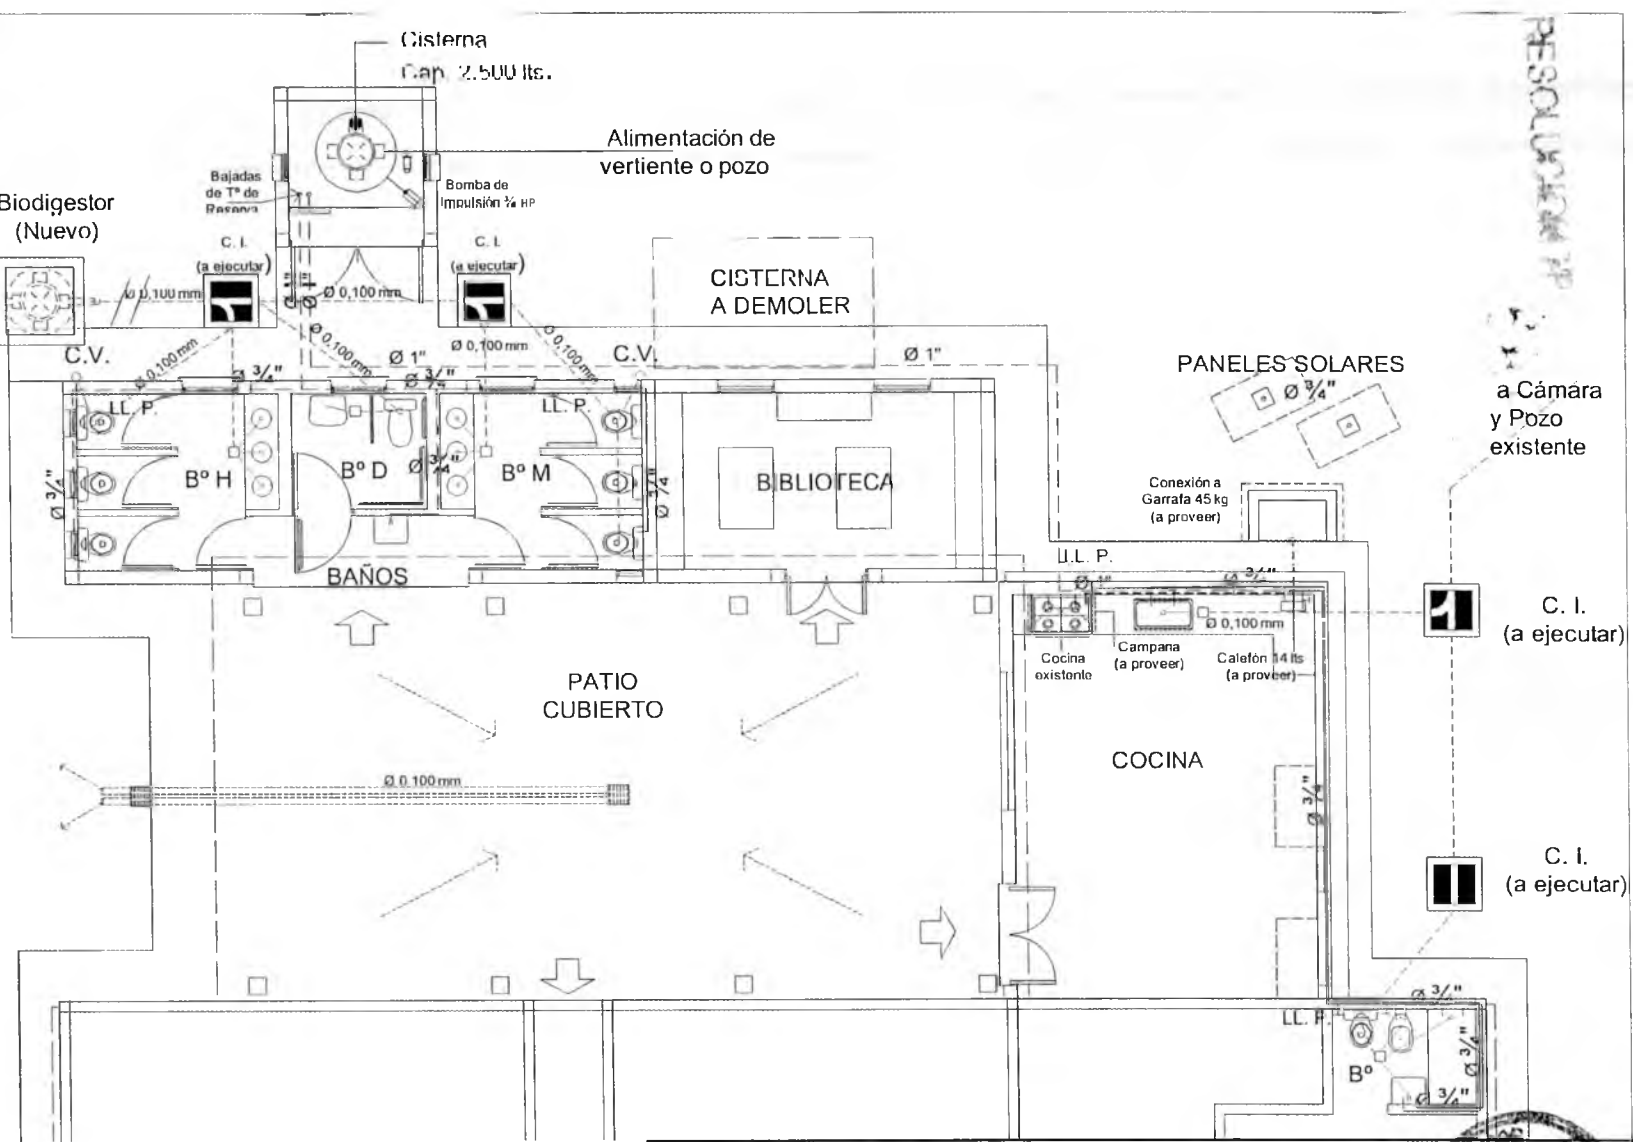 Cisterna
Cap. 2.500 lts.
Alimentación de
vertiente o pozo
Bajadas
de Tº de
Reserva
Bomba de
Impulsión ¾ HP
Biodigestor
(Nuevo)
C. I.
(a ejecutar)
C. I.
(a ejecutar)
Ø 0,100 mm
Ø 1"
Ø 1"
Ø 0,100 mm
CISTERNA
A DEMOLER
Ø 0,100 mm
Ø 0,100 mm
Ø 0,100 mm
Ø 0,100 mm
C.V.
Ø ¾"
Ø 1"
Ø ¾"
C.V.
Ø 1"
PANELES SOLARES
Ø ¾"
a Cámara
y Pozo
existente
LL. P.
LL. P.
Bº H
Bº D
Ø ¾"
Bº M
Ø ¾"
Ø ¾"
BIBLIOTECA
Conexión a
Garrafa 45 kg
(a proveer)
BAÑOS
LL. P.
Ø 1"
Ø ¾"
C. I.
(a ejecutar)
Ø 0,100 mm
Cocina
existente
Campana
(a proveer)
Calefón 14 lts
(a proveer)
PATIO
CUBIERTO
COCINA
Ø 0.100 mm
Ø ¾"
C. I.
(a ejecutar)
Ø ¾"
LL. P.
Bº
Ø ¾"
Ø ¾"